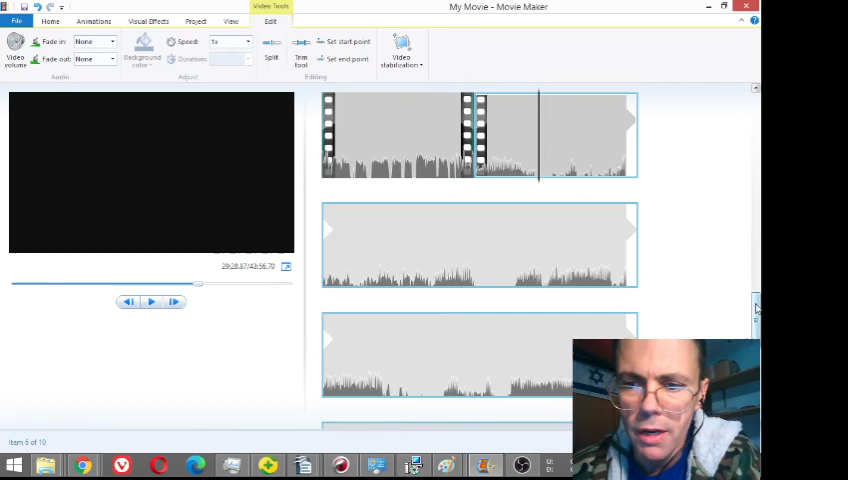 Video Tools
My Movie - Movie Maker
File Home Animations Visual Effects Project View Edit
Video volume
Fade in: None
Fade out: None
Audio
Background color
Speed: 1x
Duration:
Adjust
Split
Trim tool
Set start point
Set end point
Editing
Video stabilization
29:28.87/43:56.70
Item 6 of 10
U:
D: